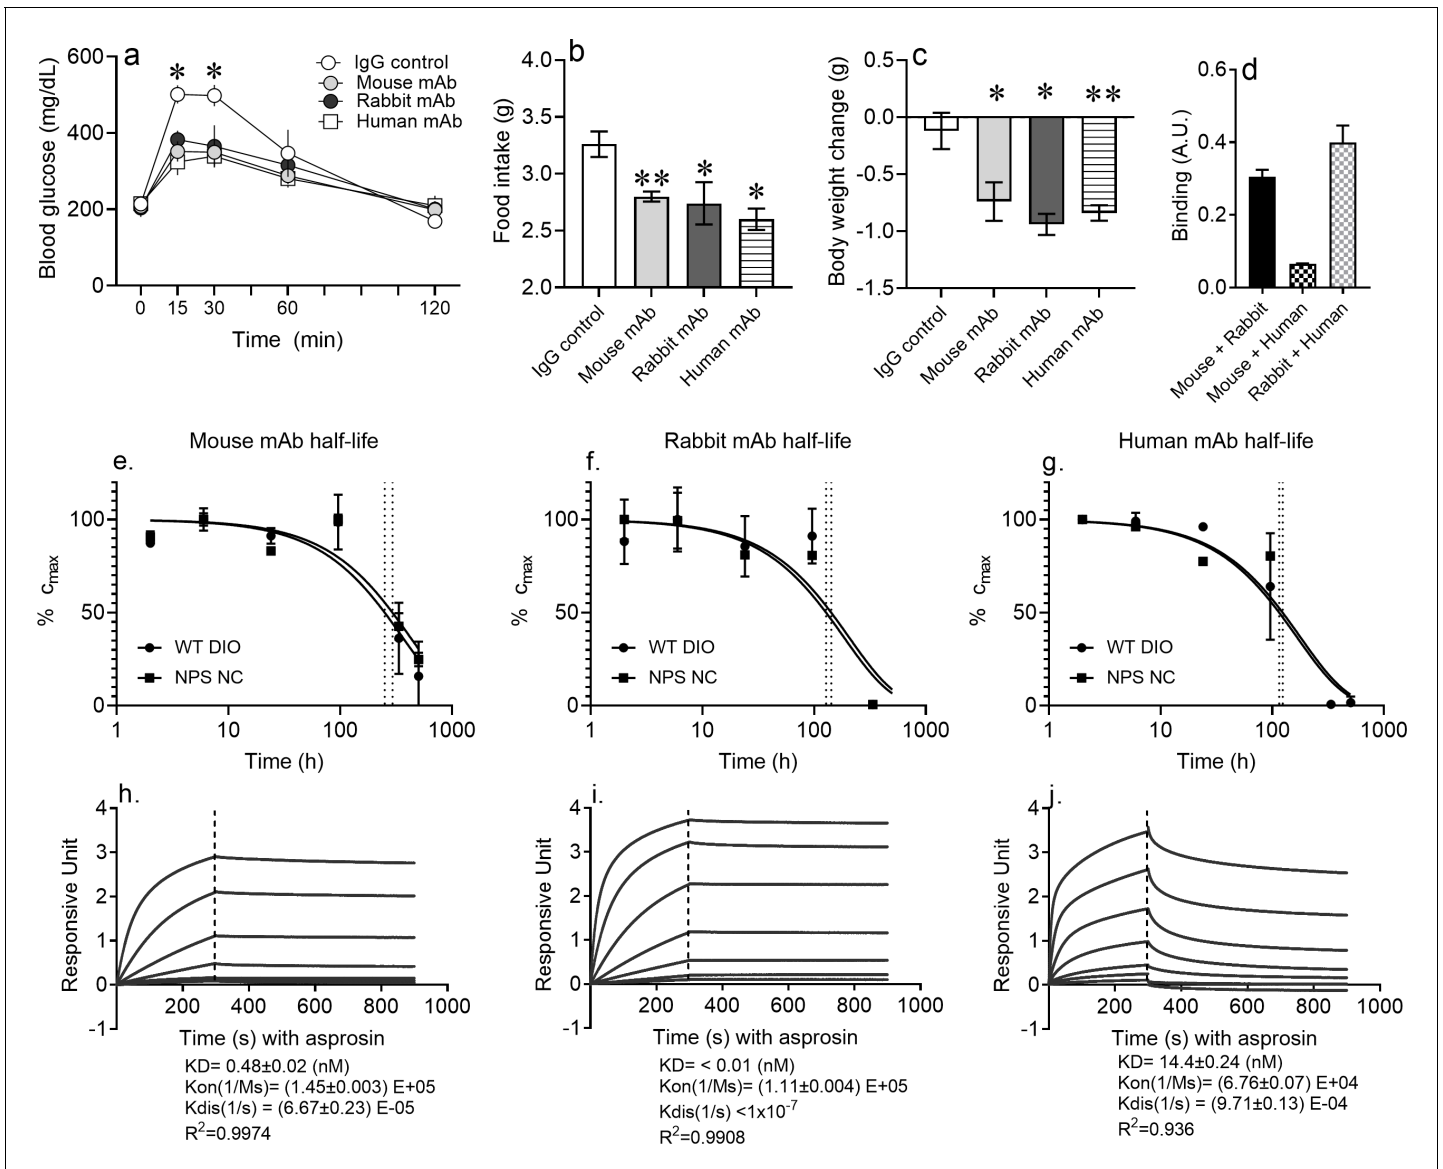 a
600
400
200
0
Blood glucose (mg/dL)
* *
IgG control
Mouse mAb
Rabbit mAb
Human mAb
0 15 30 60 120
Time (min)
b
4.0
3.5
3.0
2.5
2.0
Food intake (g)
** * *
IgG control
Mouse mAb
Rabbit mAb
Human mAb
c
0.5
0.0
-0.5
-1.0
-1.5
Body weight change (g)
* * **
IgG control
Mouse mAb
Rabbit mAb
Human mAb
d
0.6
0.4
0.2
0.0
Binding (A.U.)
Mouse + Rabbit
Mouse + Human
Rabbit + Human
Mouse mAb half-life
e.
100
50
0
% cmax
WT DIO
NPS NC
1 10 100 1000
Time (h)
Rabbit mAb half-life
f.
100
50
0
% cmax
WT DIO
NPS NC
1 10 100 1000
Time (h)
Human mAb half-life
g.
100
50
0
% cmax
WT DIO
NPS NC
1 10 100 1000
Time (h)
h.
4
3
2
1
0
-1
Responsive Unit
200 400 600 800 1000
Time (s) with asprosin
KD= 0.48±0.02 (nM)
Kon(1/Ms)= (1.45±0.003) E+05
Kdis(1/s) = (6.67±0.23) E-05
R²=0.9974
i.
4
3
2
1
0
-1
Responsive Unit
200 400 600 800 1000
Time (s) with asprosin
KD= < 0.01 (nM)
Kon(1/Ms)= (1.11±0.004) E+05
Kdis(1/s) <1x10⁻⁷
R²=0.9908
j.
4
3
2
1
0
-1
Responsive Unit
200 400 600 800 1000
Time (s) with asprosin
KD= 14.4±0.24 (nM)
Kon(1/Ms)= (6.76±0.07) E+04
Kdis(1/s) = (9.71±0.13) E-04
R²=0.936